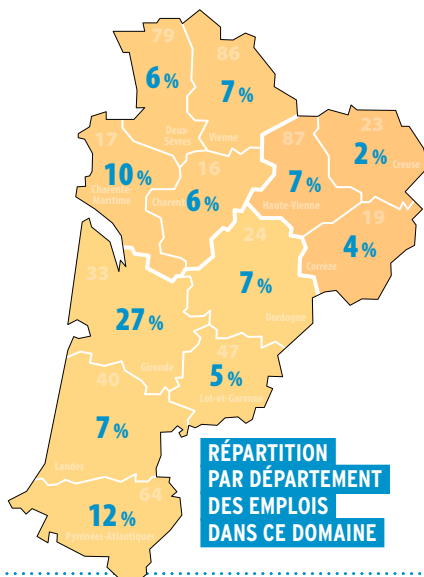 79
6 %
Deux-
Sèvres
86
7 %
Vienne
17
10 %
Charente-
Maritime
16
6 %
Charente
87
7 %
Haute-Vienne
23
2 %
Creuse
19
4 %
Corrèze
24
7 %
Dordogne
33
27 %
Gironde
47
5 %
Lot-et-Garonne
40
7 %
Landes
64
12 %
Pyrénées-Atlantiques
RÉPARTITION
PAR DÉPARTEMENT
DES EMPLOIS
DANS CE DOMAINE